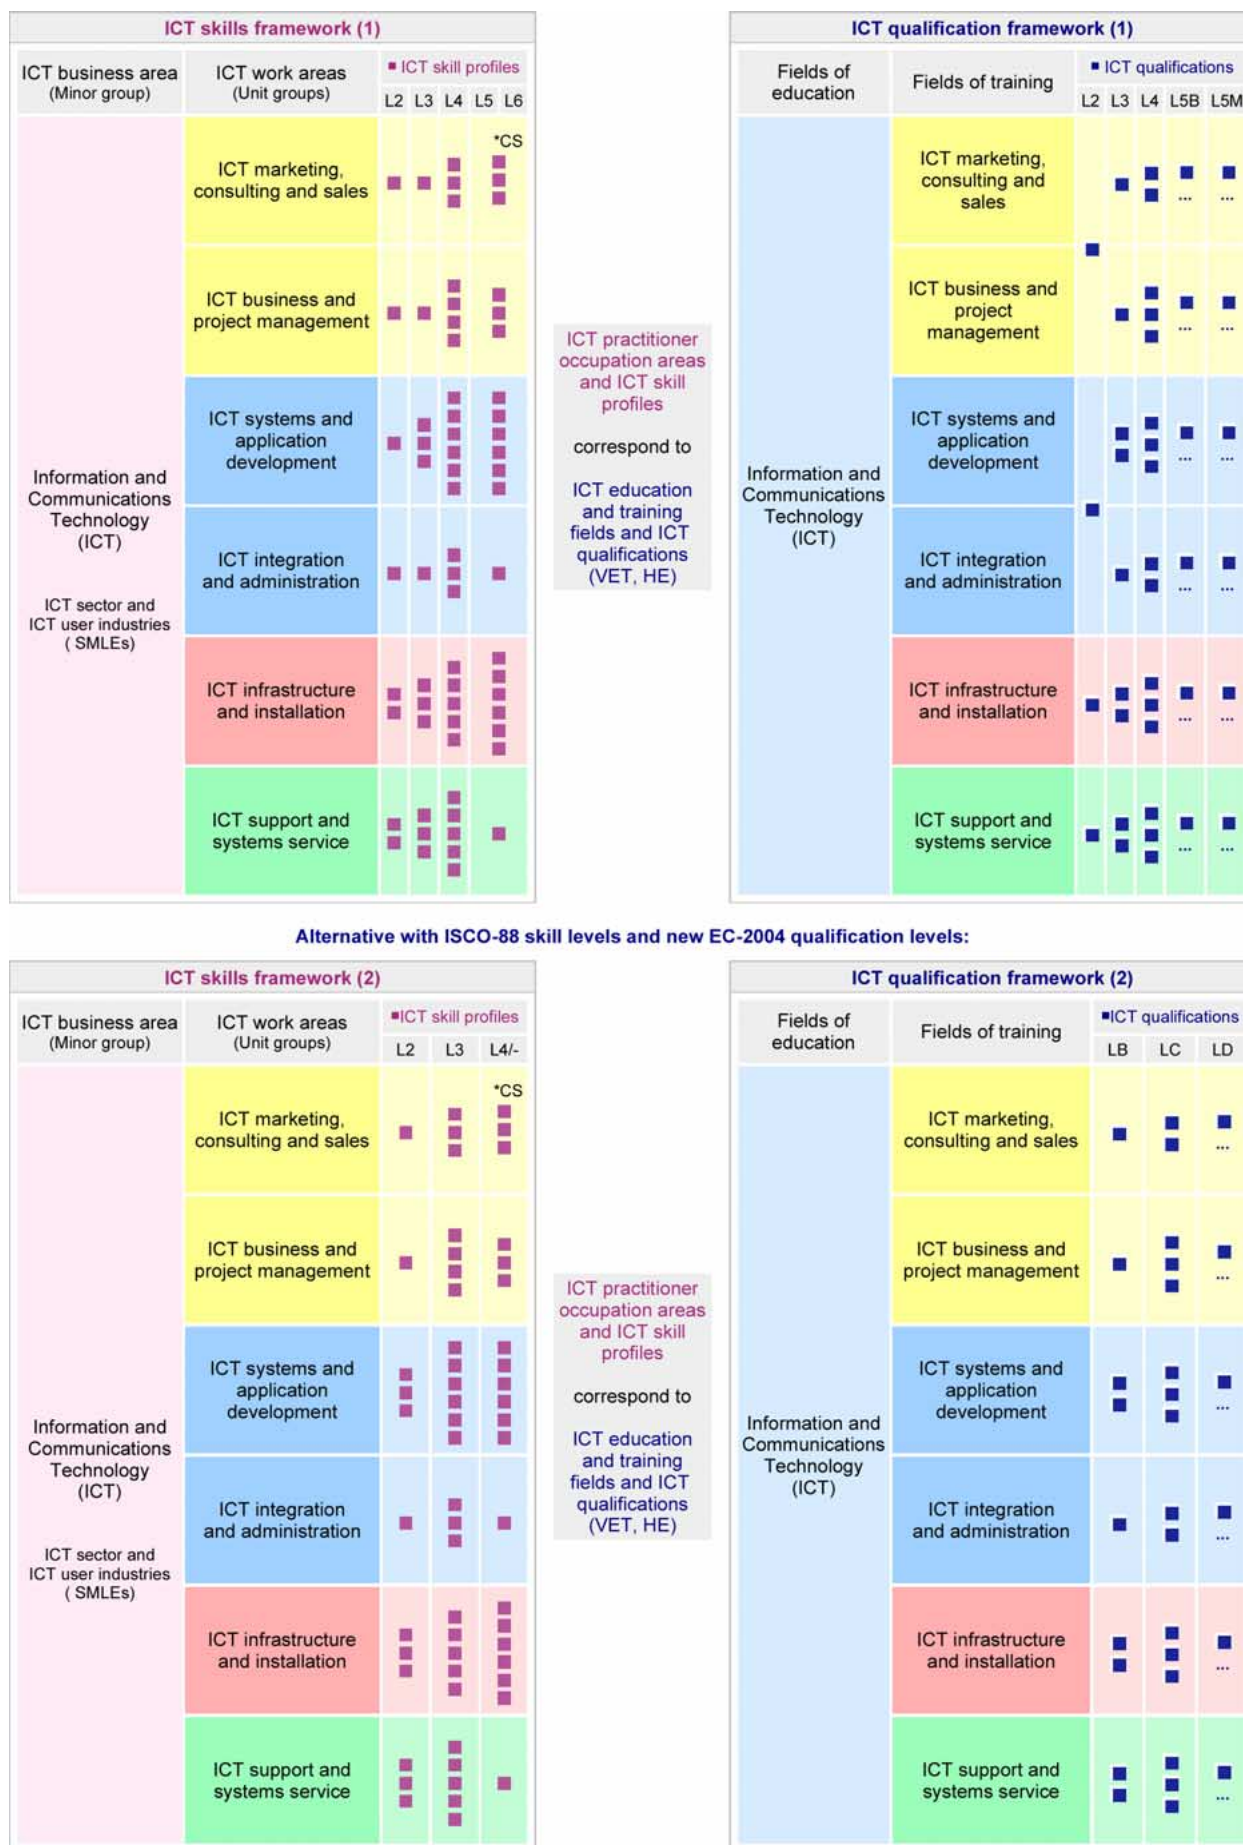 ICT skills framework (1)
ICT business area
(Minor group)
ICT work areas
(Unit groups)
ICT skill profiles
L2 L3 L4 L5 L6
*CS
Information and
Communications
Technology
(ICT)
ICT sector and
ICT user industries
( SMLEs)
ICT marketing,
consulting and sales
ICT business and
project management
ICT systems and
application
development
ICT integration
and administration
ICT infrastructure
and installation
ICT support and
systems service
ICT practitioner
occupation areas
and ICT skill
profiles
correspond to
ICT education
and training
fields and ICT
qualifications
(VET, HE)
ICT qualification framework (1)
Fields of
education
Fields of training
ICT qualifications
L2 L3 L4 L5B L5M
Information and
Communications
Technology
(ICT)
ICT marketing,
consulting and
sales
... ...
ICT business and
project
management
... ...
ICT systems and
application
development
... ...
ICT integration
and administration
... ...
ICT infrastructure
and installation
... ...
ICT support and
systems service
... ...
Alternative with ISCO-88 skill levels and new EC-2004 qualification levels:
ICT skills framework (2)
ICT business area
(Minor group)
ICT work areas
(Unit groups)
ICT skill profiles
L2 L3 L4/-
*CS
Information and
Communications
Technology
(ICT)
ICT sector and
ICT user industries
( SMLEs)
ICT marketing,
consulting and sales
ICT business and
project management
ICT systems and
application
development
ICT integration
and administration
ICT infrastructure
and installation
ICT support and
systems service
ICT practitioner
occupation areas
and ICT skill
profiles
correspond to
ICT education
and training
fields and ICT
qualifications
(VET, HE)
ICT qualification framework (2)
Fields of
education
Fields of training
ICT qualifications
LB LC LD
Information and
Communications
Technology
(ICT)
ICT marketing,
consulting and sales
...
ICT business and
project management
...
ICT systems and
application
development
...
ICT integration
and administration
...
ICT infrastructure
and installation
...
ICT support and
systems service
...